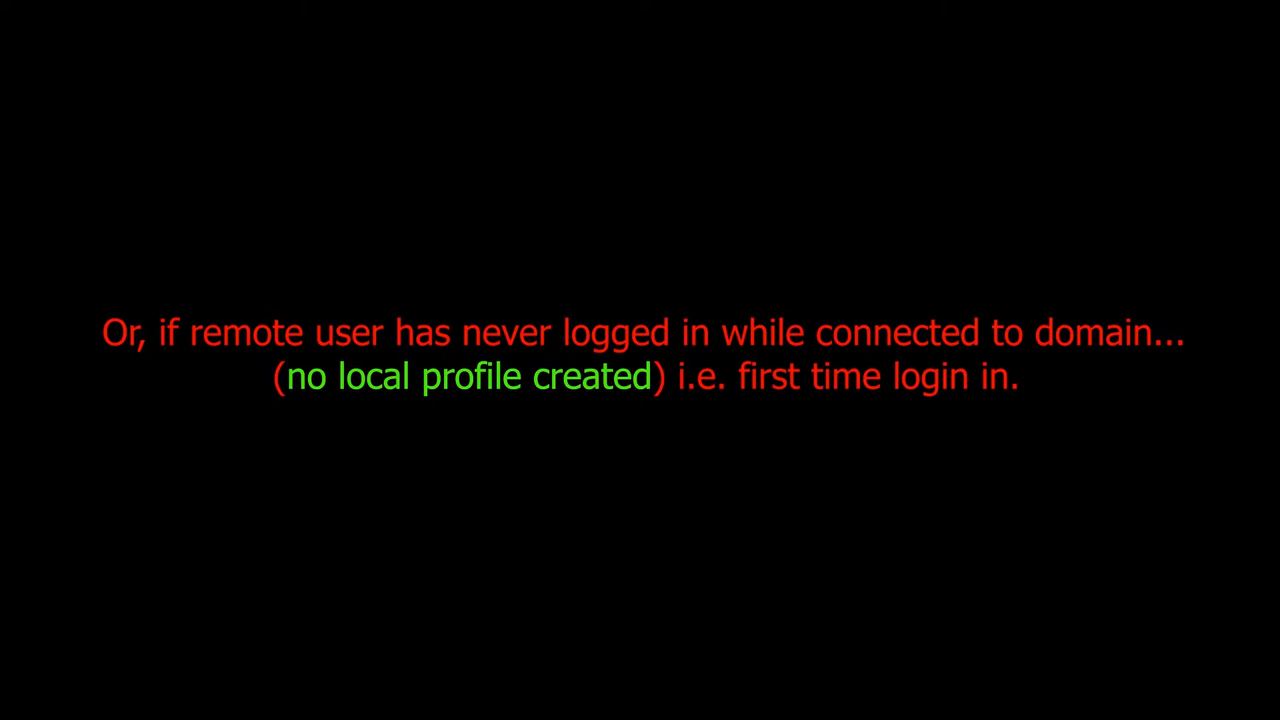 Or, if remote user has never logged in while connected to domain...
(no local profile created) i.e. first time login in.